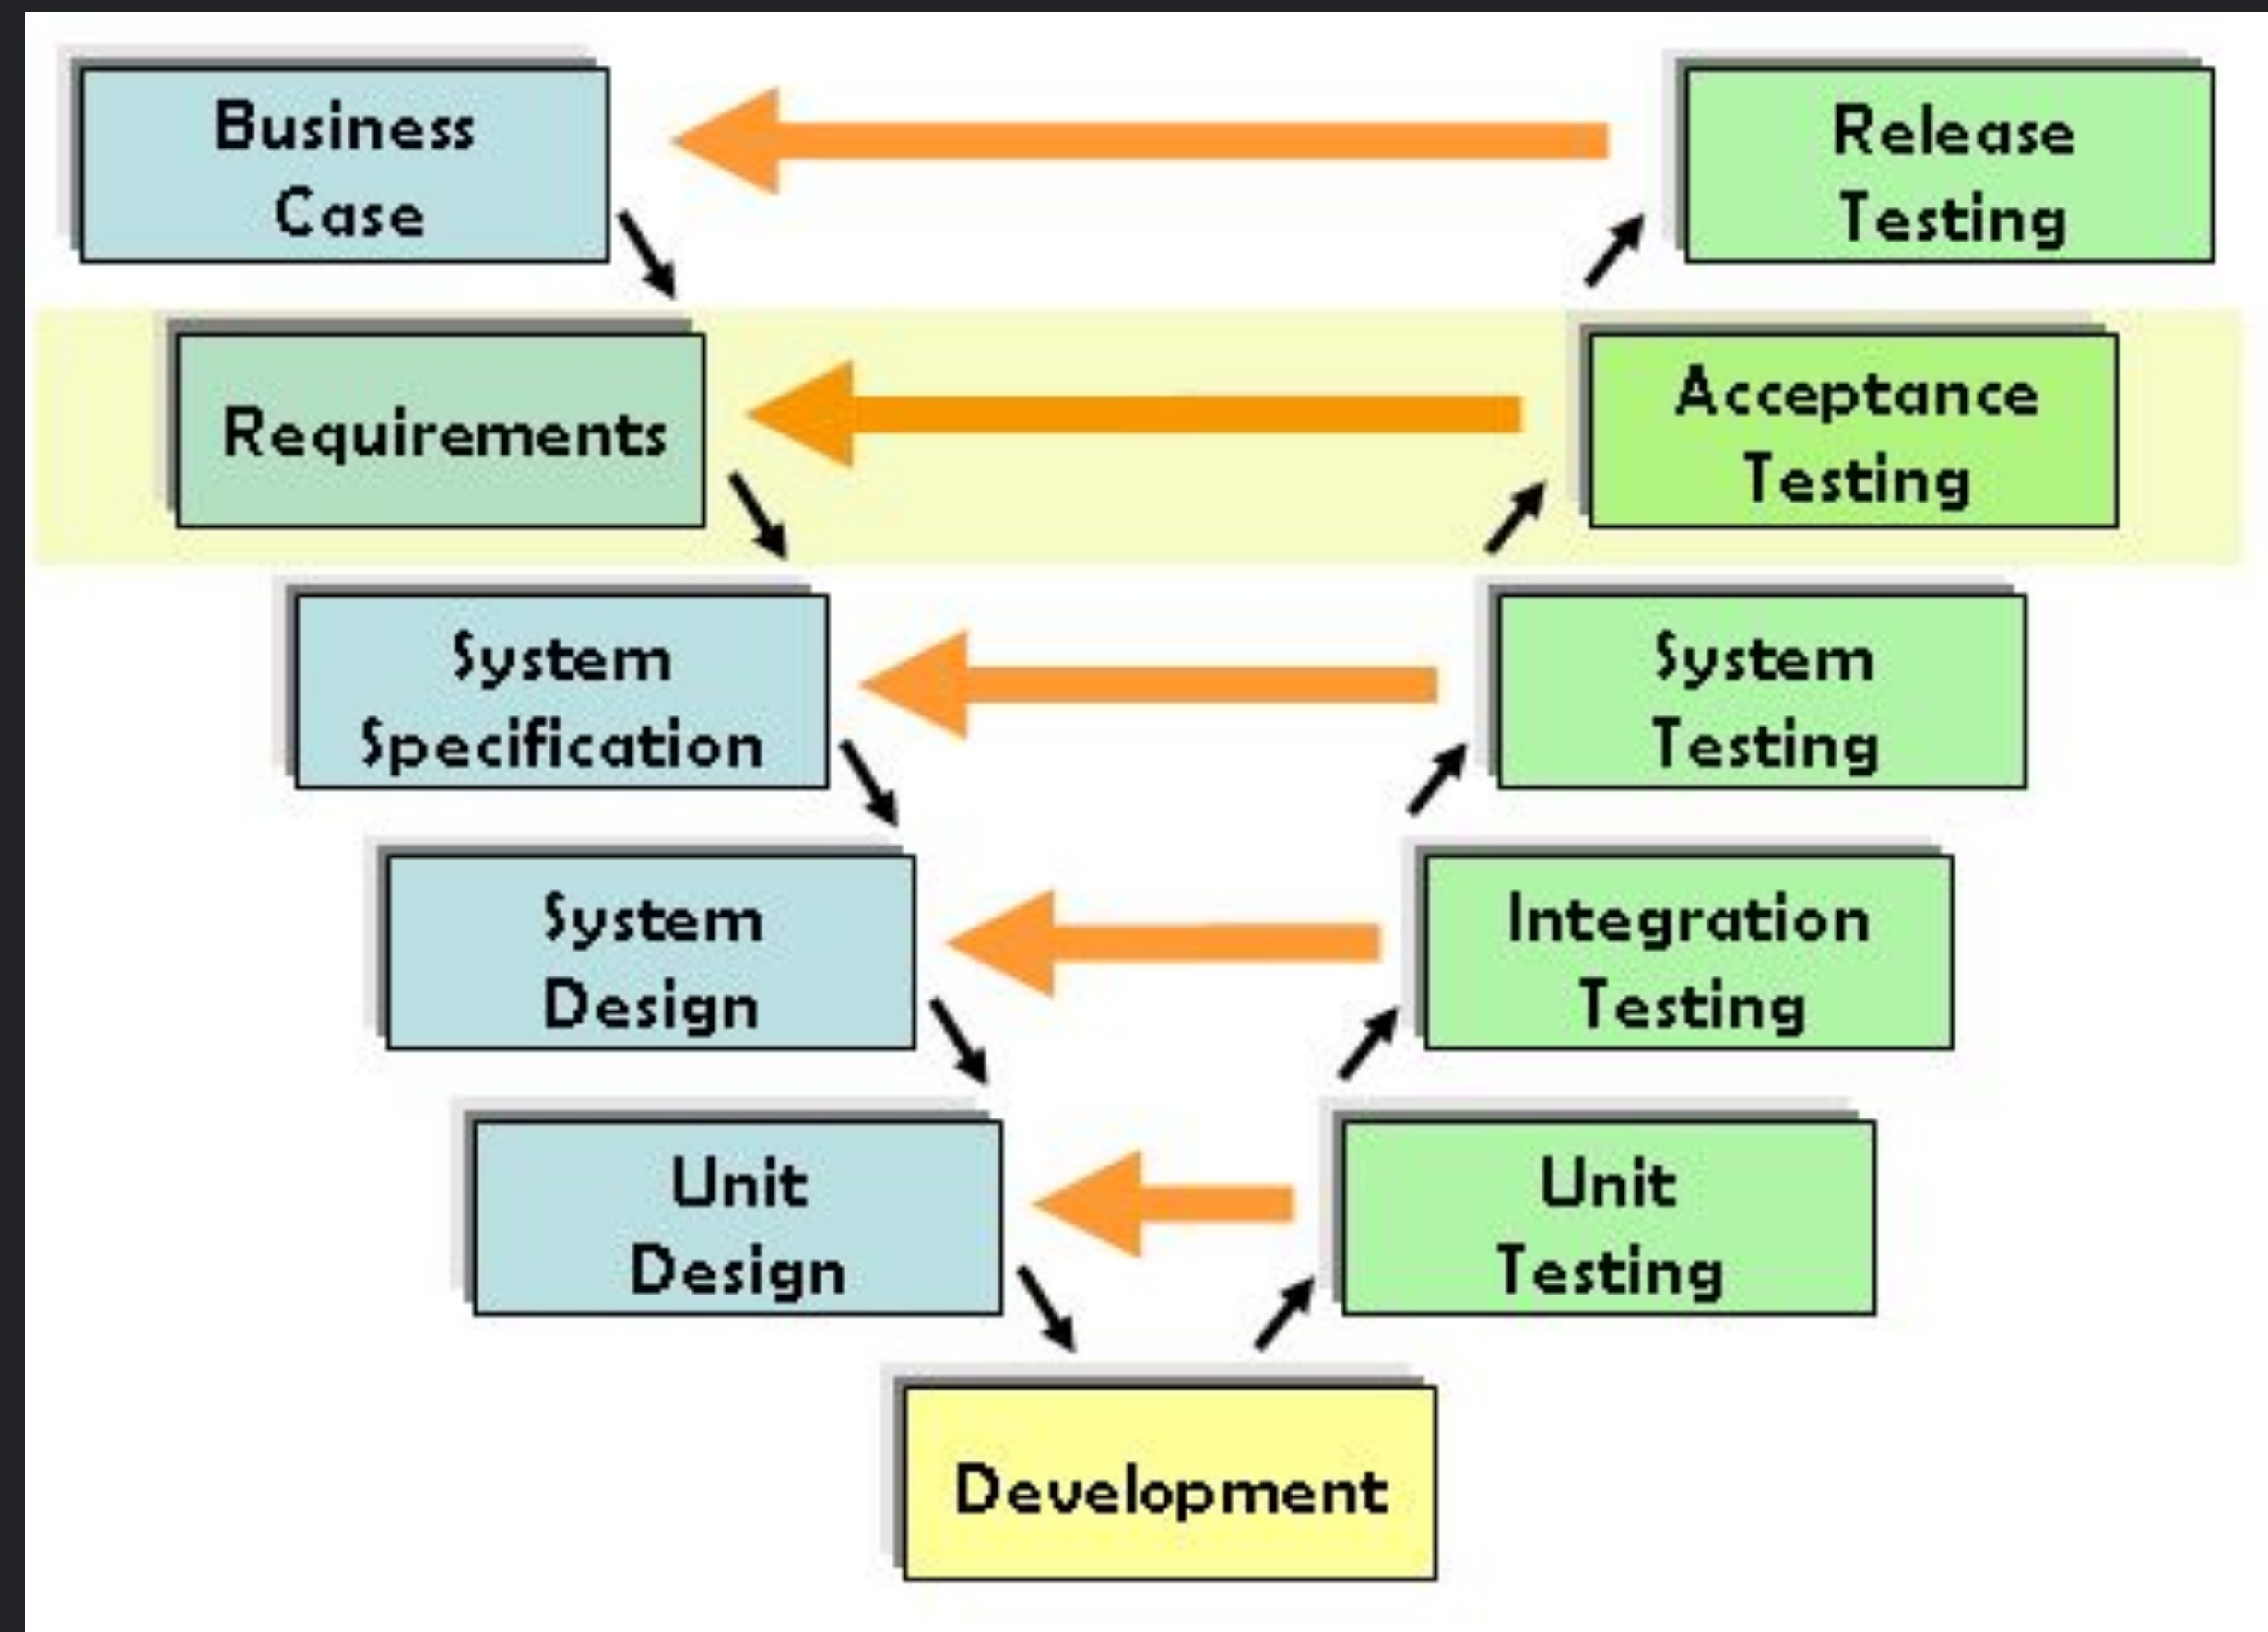 Business
Case
Release
Testing
Requirements
Acceptance
Testing
System
Specification
System
Testing
System
Design
Integration
Testing
Unit
Design
Unit
Testing
Development